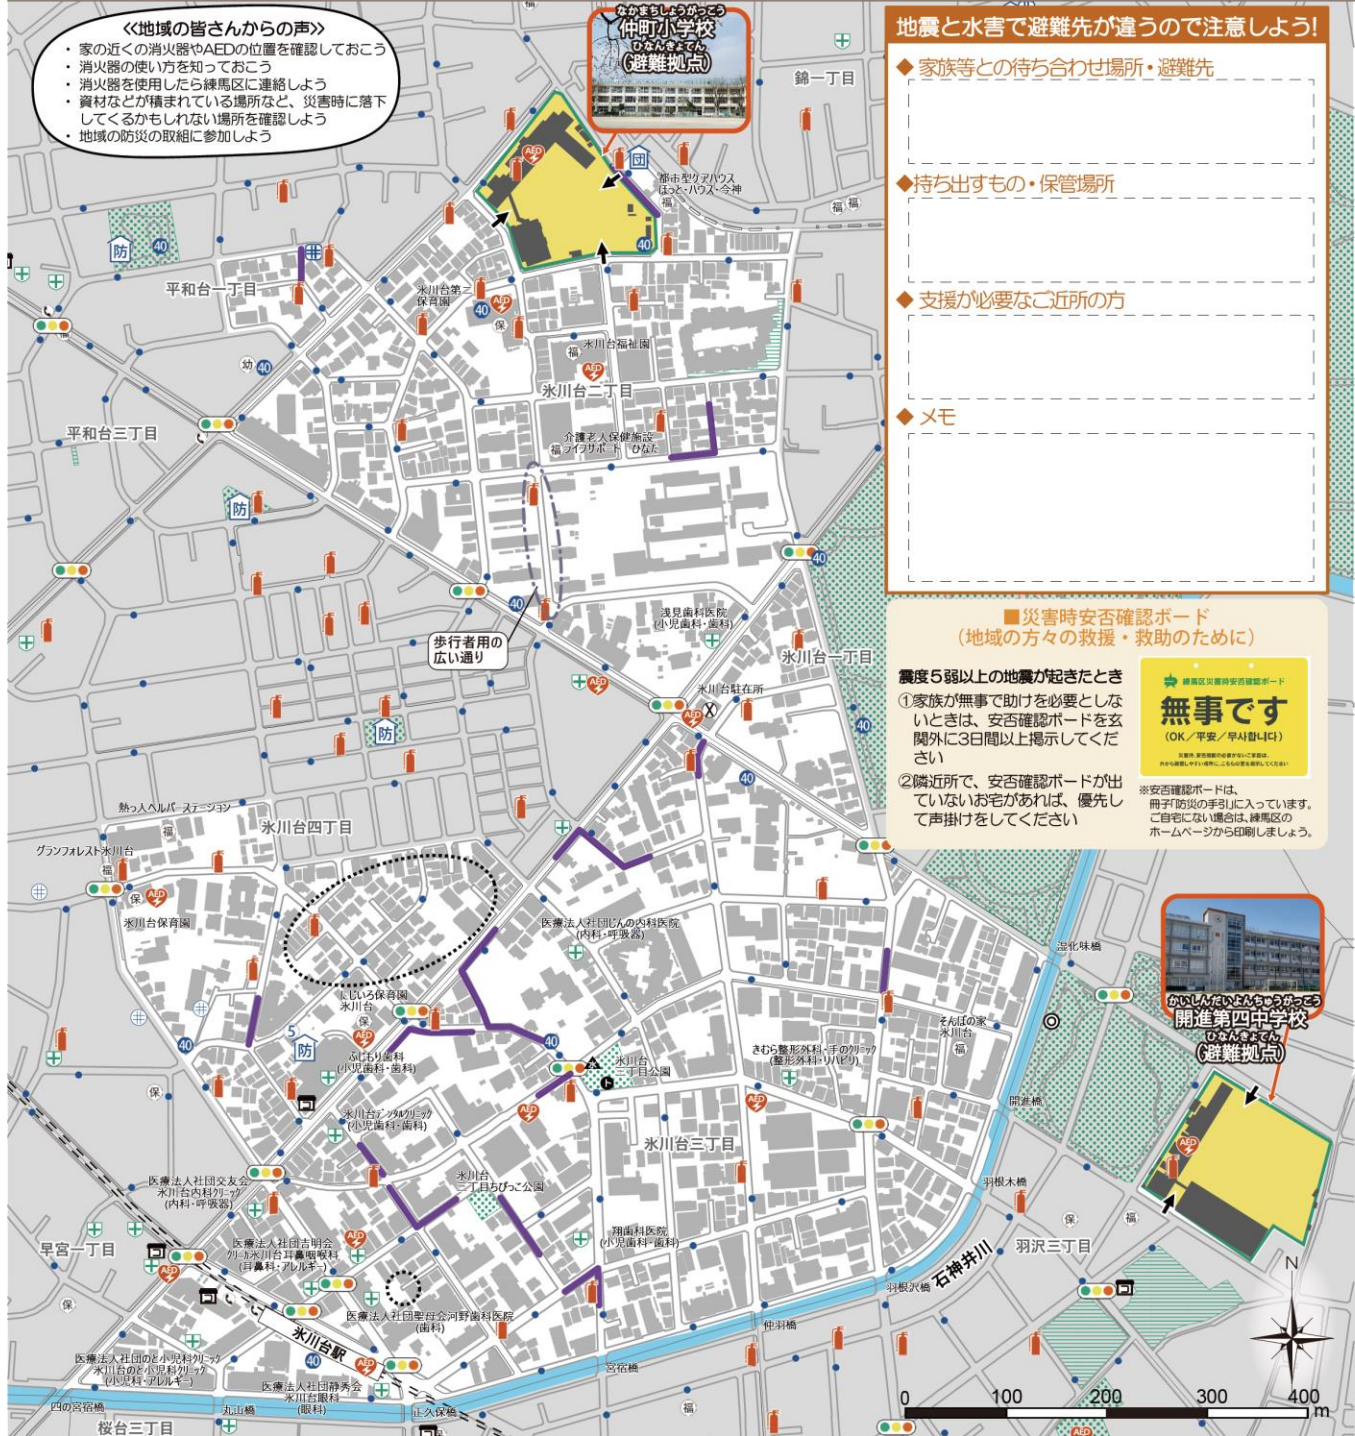 ≪地域の皆さんからの声≫
・ 家の近くの消火器やAEDの位置を確認しておこう
・ 消火器の使い方を知っておこう
・ 消火器を使用したら練馬区に連絡しよう
・ 資材などが積まれている場所など、災害時に落下
してくるかもしれない場所を確認しよう
・ 地域の防災の取組に参加しよう
なかまちしょうがっこう
仲町小学校
ひなんきょてん
(避難拠点)
錦一丁目
地震と水害で避難先が違うので注意しよう!
◆ 家族等との待ち合わせ場所・避難先
◆持ち出すもの・保管場所
◆ 支援が必要なご近所の方
◆ メモ
■災害時安否確認ボード
(地域の方々の救援・救助のために)
震度5弱以上の地震が起きたとき
①家族が無事で助けを必要としな
いときは、安否確認ボードを玄
関外に3日間以上掲示してくだ
さい
②隣近所で、安否確認ボードが出
ていないお宅があれば、優先し
て声掛けをしてください
練馬区災害時安否確認ボード
無事です
(OK/平安/무사합니다)
※安否確認ボードは、
冊子「防災の手引」に入っています。
ご自宅にない場合は、練馬区の
ホームページから印刷しましょう。
都市型ケアハウス
ほっと・ハウス・今神
平和台一丁目
氷川台第二
保育園
氷川台福祉園
氷川台二丁目
平和台三丁目
介護老人保健施設
ライフサポート ひなた
歩行者用の
広い通り
浅見歯科医院
(小児歯科・歯科)
氷川台一丁目
氷川台駐在所
熱っ人ヘルパーステーション
氷川台四丁目
グランフォレスト氷川台
氷川台保育園
医療法人社団じんの内科医院
(内科・呼吸器)
湿化味橋
にじいろ保育園
氷川台
ふじもり歯科
(小児歯科・歯科)
氷川台
三丁目公園
きむら整形外科・手のクリニック
(整形外科・リハビリ)
そんぽの家
氷川台
かいしんだいよんちゅうがっこう
開進第四中学校
ひなんきょてん
(避難拠点)
開進橋
氷川台デンタルクリニック
(小児歯科・歯科)
氷川台三丁目
医療法人社団交友会
氷川台内科クリニック
(内科・呼吸器)
氷川台
二丁目ちびっこ公園
羽根木橋
早宮一丁目
医療法人社団吉明会
クリニカ氷川台耳鼻咽喉科
(耳鼻科・アレルギー)
翔歯科医院
(小児歯科・歯科)
羽沢三丁目
石神井川
羽根沢橋
医療法人社団聖母会河野歯科医院
(歯科)
仲羽橋
氷川台駅
医療法人社団のと小児科クリニック
氷川台のと小児科クリニック
(小児科・アレルギー)
宮宿橋
医療法人社団静秀会
氷川台眼科
(眼科)
四の宮宿橋
丸山橋
正久保橋
桜台三丁目
N
0 100 200 300 400
m